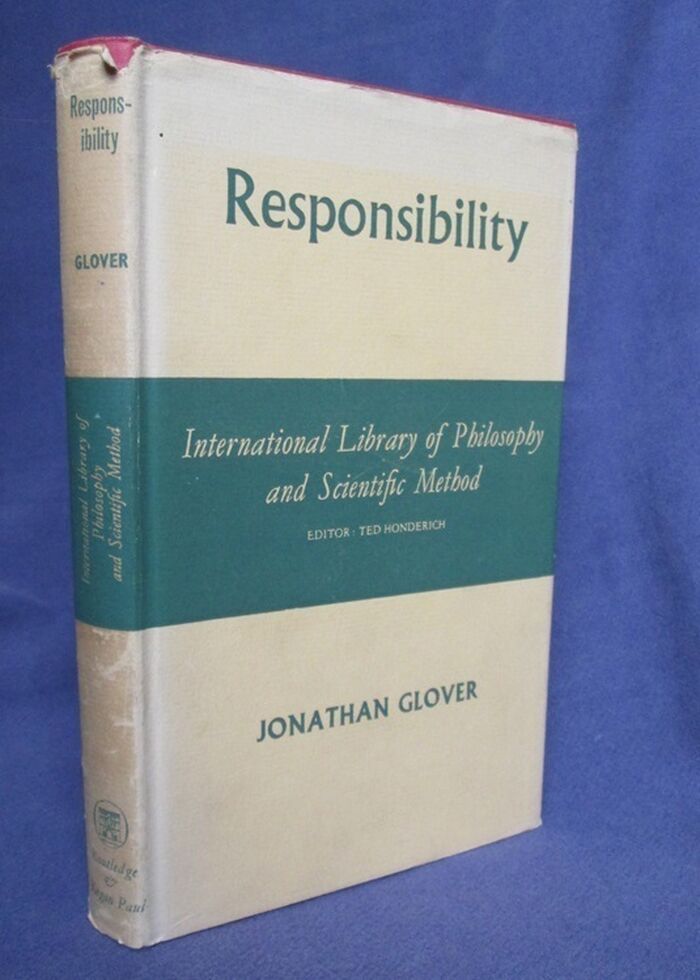 Respons-
ibility
GLOVER
International Library of
Philosophy
and Scientific Method
Routledge
&
Kegan Paul
Responsibility
International Library of Philosophy
and Scientific Method
EDITOR: TED HONDERICH
JONATHAN GLOVER